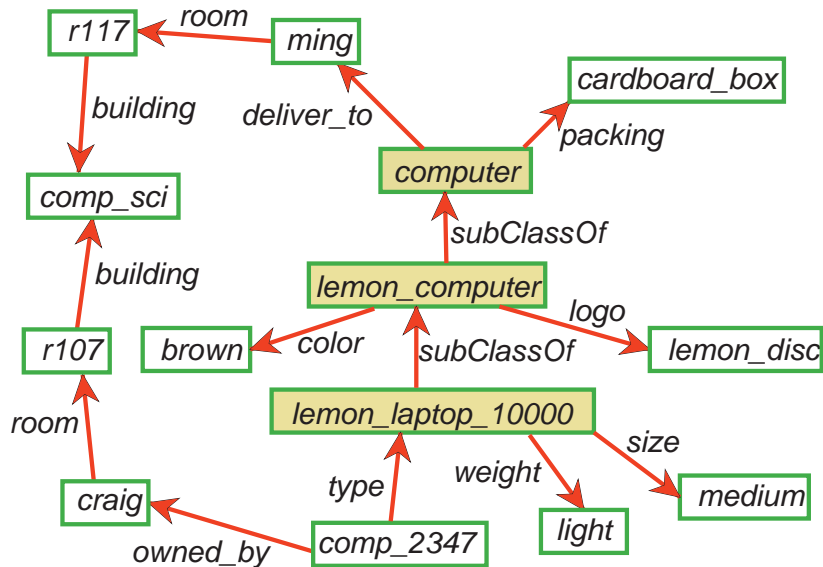 r117
room
ming
cardboard_box
building
deliver_to
packing
computer
comp_sci
subClassOf
building
lemon_computer
logo
r107
brown
color
subClassOf
lemon_disc
room
lemon_laptop_10000
size
type
weight
craig
medium
owned_by
comp_2347
light